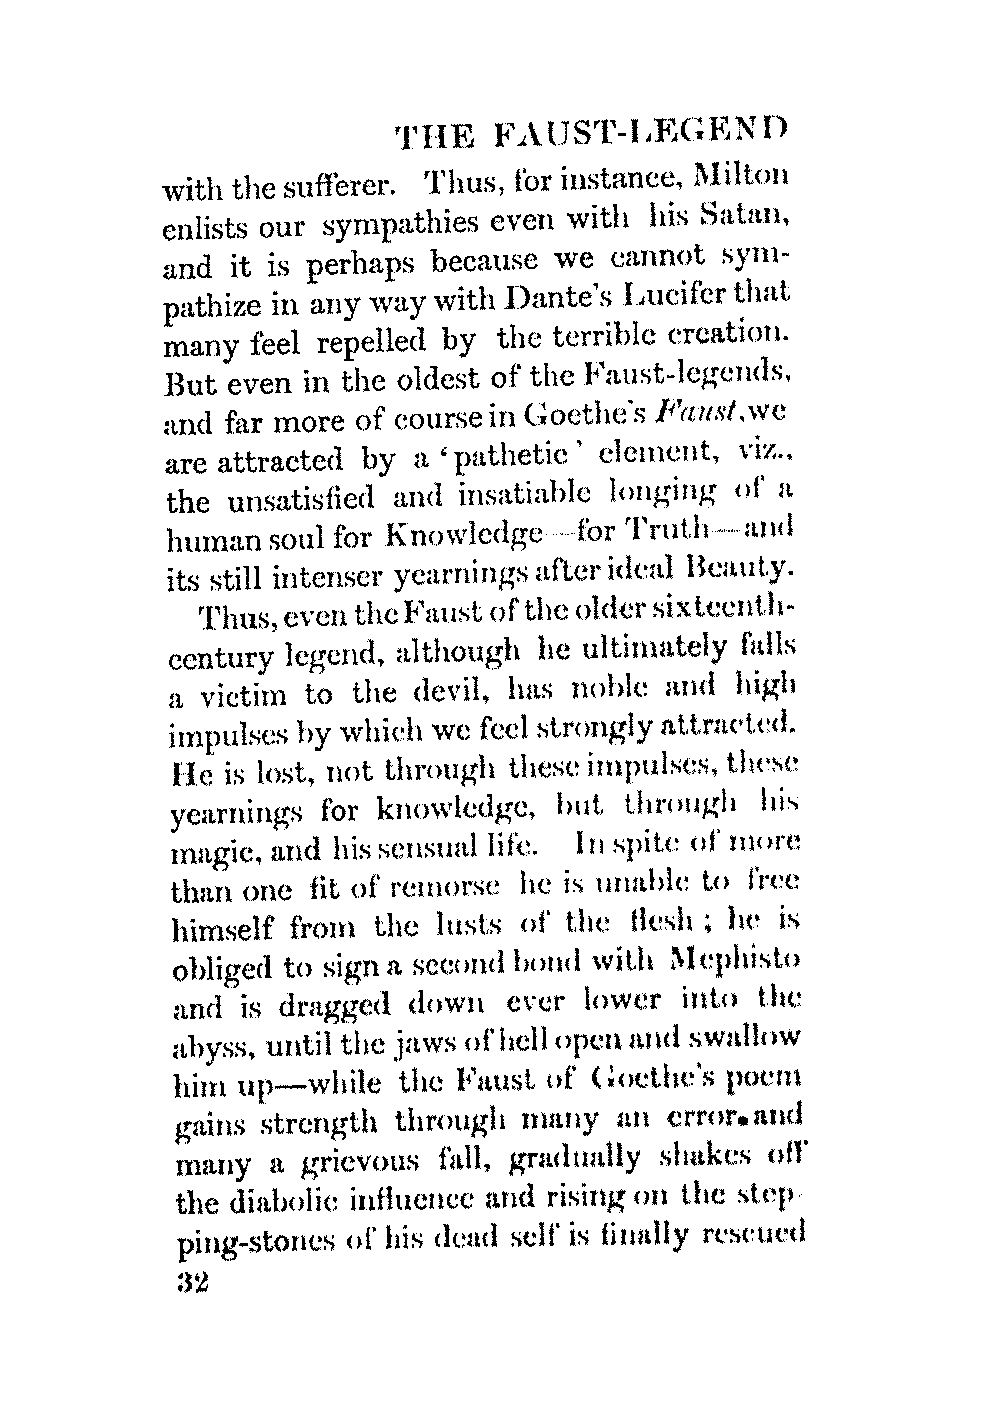 THE FAUST-LEGEND
with the sufferer. Thus, for instance, Milton
enlists our sympathies even with his Satan,
and it is perhaps because we cannot sym-
pathize in any way with Dante's Lucifer that
many feel repelled by the terrible creation.
But even in the oldest of the Faust-legends,
and far more of course in Goethe's Faust, we
are attracted by a ‘pathetic’ element, viz.,
the unsatisfied and insatiable longing of a
human soul for Knowledge—for Truth—and
its still intenser yearnings after ideal Beauty.
Thus, even the Faust of the older sixteenth-
century legend, although he ultimately falls
a victim to the devil, has noble and high
impulses by which we feel strongly attracted.
He is lost, not through these impulses, these
yearnings for knowledge, but through his
magic, and his sensual life. In spite of more
than one fit of remorse he is unable to free
himself from the lusts of the flesh; he is
obliged to sign a second bond with Mephisto
and is dragged down ever lower into the
abyss, until the jaws of hell open and swallow
him up—while the Faust of Goethe's poem
gains strength through many an error and
many a grievous fall, gradually shakes off
the diabolic influence and rising on the step-
ping-stones of his dead self is finally rescued
32